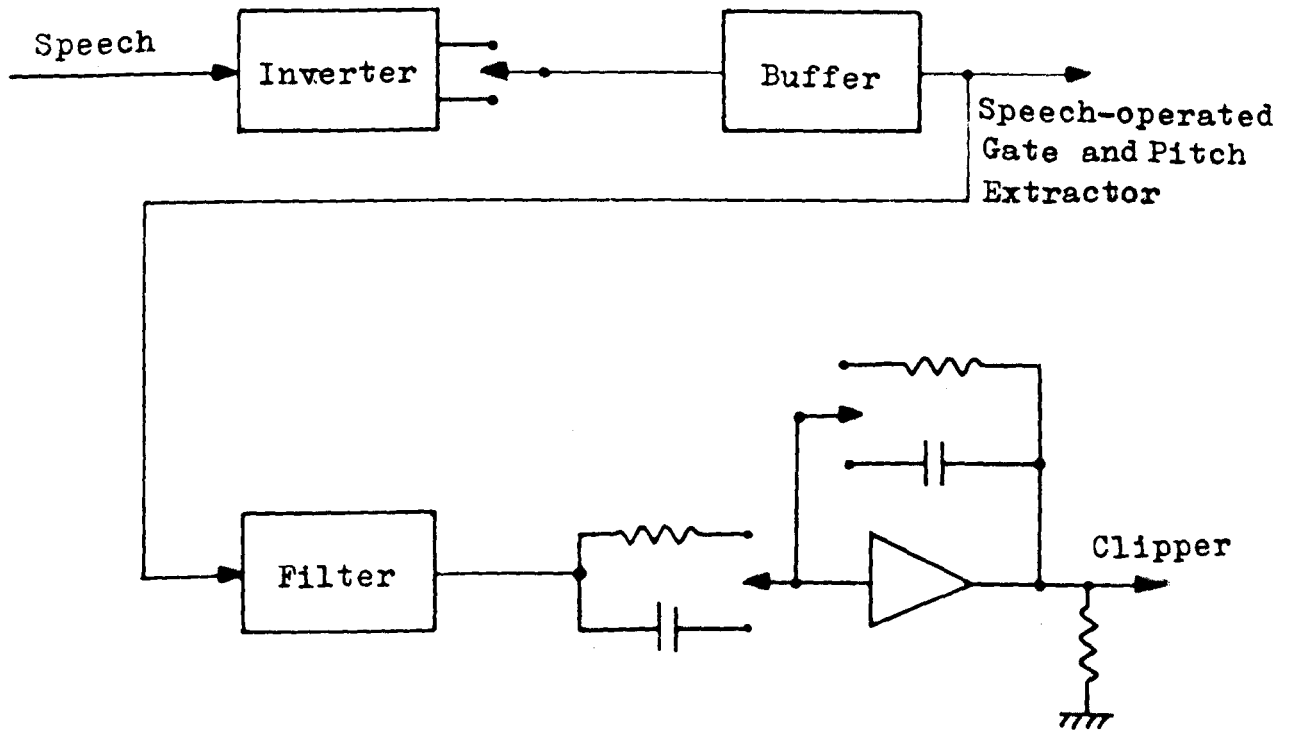 Speech
Inverter
Buffer
Speech-operated
Gate and Pitch
Extractor
Filter
Clipper